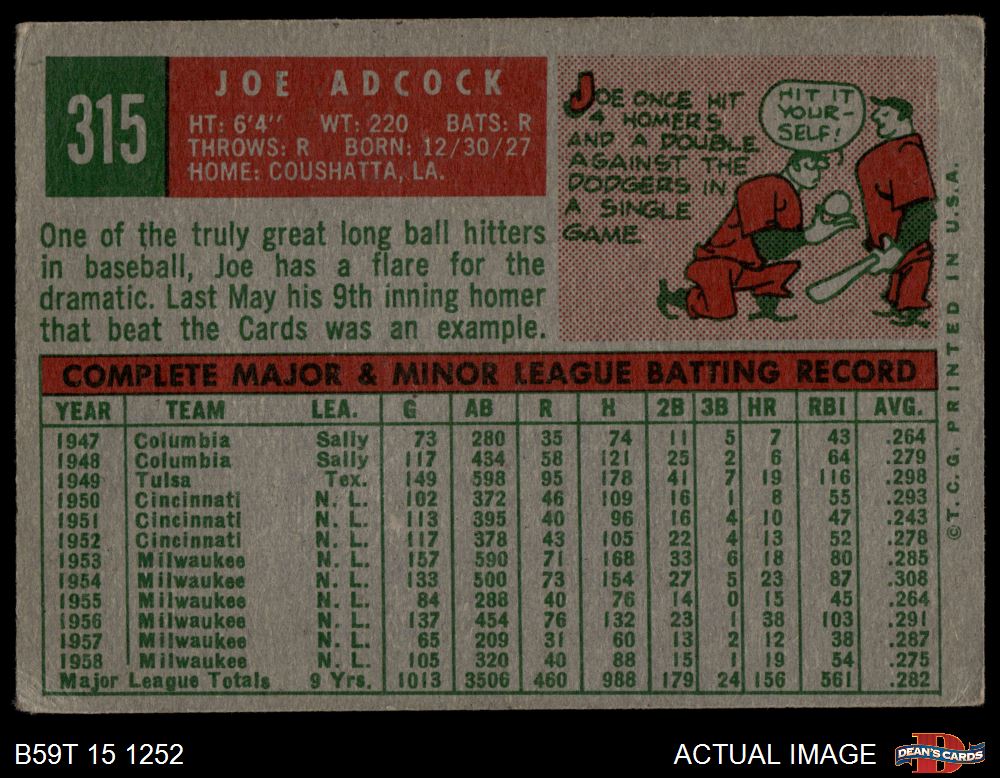 315
JOE ADCOCK
HT: 6'4" WT: 220 BATS: R
THROWS: R BORN: 12/30/27
HOME: COUSHATTA, LA.
JOE ONCE HIT
4 HOMERS
AND A DOUBLE
AGAINST THE
DODGERS IN
A SINGLE
GAME
HIT IT
YOUR-
SELF!
One of the truly great long ball hitters
in baseball, Joe has a flare for the
dramatic. Last May his 9th inning homer
that beat the Cards was an example.
COMPLETE MAJOR & MINOR LEAGUE BATTING RECORD
YEAR TEAM LEA. G AB R H 2B 3B HR RBI AVG.
1947 Columbia Sally 73 280 35 74 11 5 7 43 .264
1948 Columbia Sally 117 434 58 121 25 2 6 64 .279
1949 Tulsa Tex. 149 598 95 178 41 7 19 116 .298
1950 Cincinnati N. L. 102 372 46 109 16 1 8 55 .293
1951 Cincinnati N. L. 113 395 40 96 16 4 10 47 .243
1952 Cincinnati N. L. 117 378 43 105 22 4 13 52 .278
1953 Milwaukee N. L. 157 590 71 168 33 6 18 80 .285
1954 Milwaukee N. L. 133 500 73 154 27 5 23 87 .308
1955 Milwaukee N. L. 84 288 40 76 14 0 15 45 .264
1956 Milwaukee N. L. 137 454 76 132 23 1 38 103 .291
1957 Milwaukee N. L. 65 209 31 60 13 2 12 38 .287
1958 Milwaukee N. L. 105 320 40 88 15 1 19 54 .275
Major League Totals 9 Yrs. 1013 3506 460 988 179 24 156 561 .282
©T.C.G. PRINTED IN U.S.A.
B59T 15 1252
ACTUAL IMAGE
DEAN'S CARDS